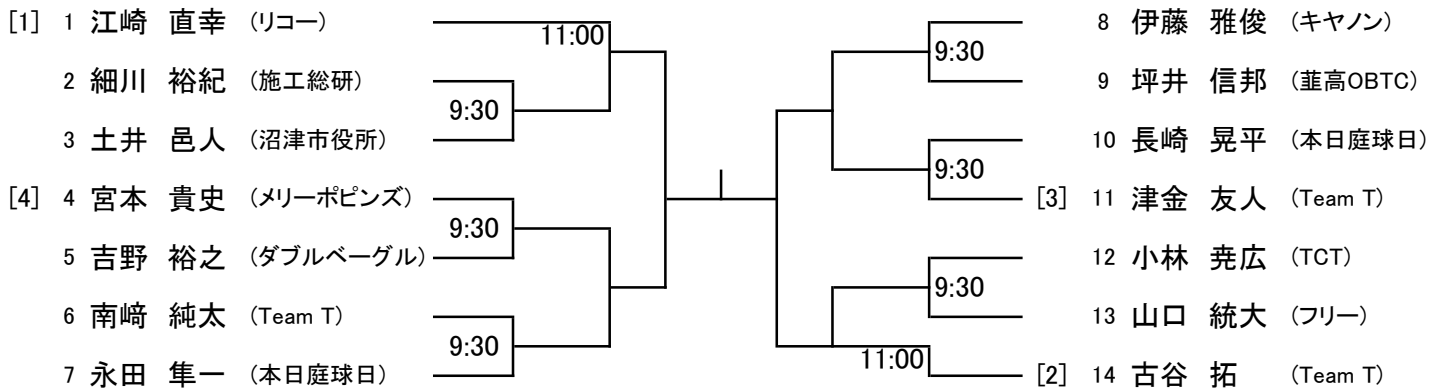 [1] 1 江崎 直幸 (リコー)
11:00
2 細川 裕紀 (施工総研)
9:30
3 土井 邑人 (沼津市役所)
[4] 4 宮本 貴史 (メリーポピンズ)
9:30
5 吉野 裕之 (ダブルベーグル)
6 南﨑 純太 (Team T)
9:30
7 永田 隼一 (本日庭球日)
8 伊藤 雅俊 (キヤノン)
9:30
9 坪井 信邦 (韮高OBTC)
10 長崎 晃平 (本日庭球日)
9:30
[3] 11 津金 友人 (Team T)
12 小林 尭広 (TCT)
9:30
13 山口 統大 (フリー)
11:00
[2] 14 古谷 拓 (Team T)